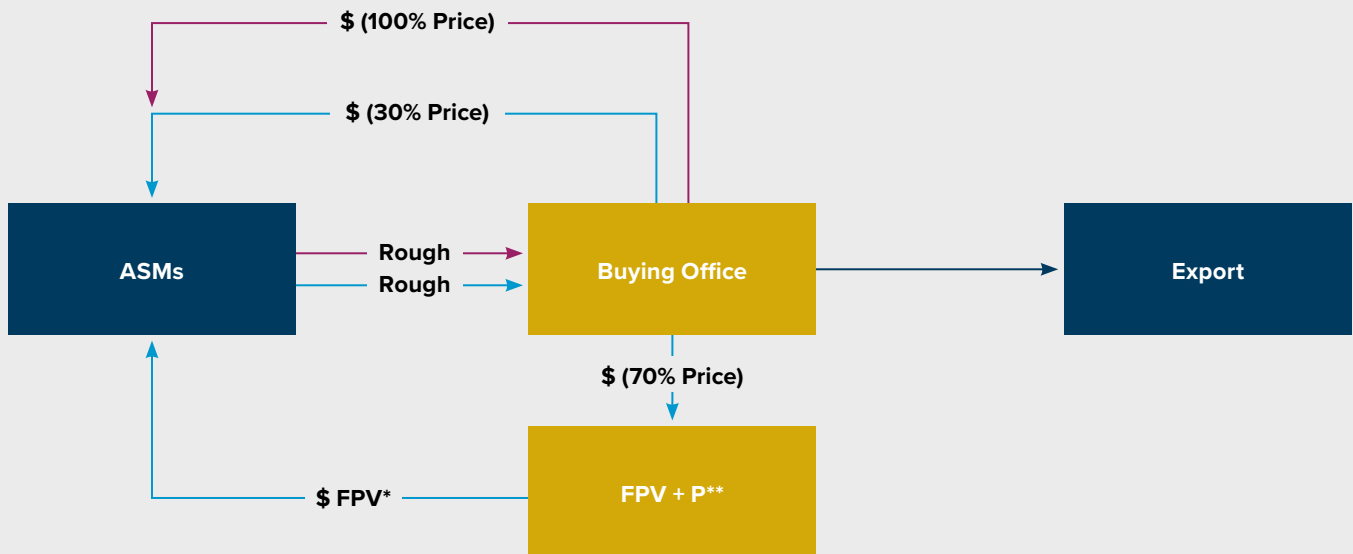 $ (100% Price)
$ (30% Price)
ASMs
Rough
Rough
Buying Office
Export
$ (70% Price)
$ FPV*
FPV + P**